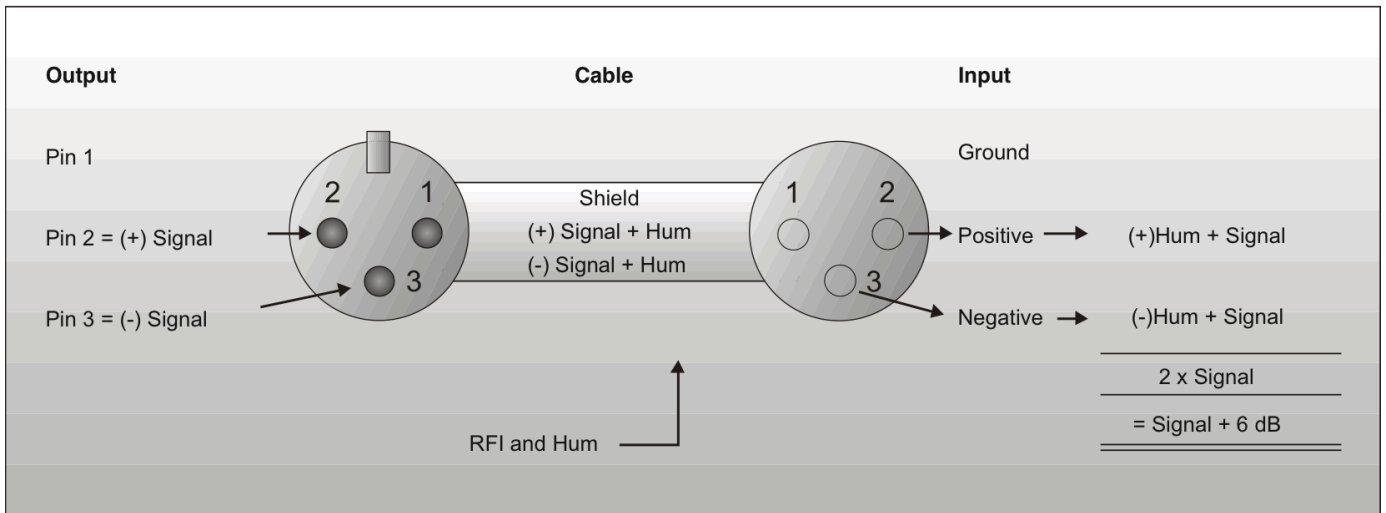 Output Cable Input
Pin 1
Ground
2 1
Shield
1 2
Pin 2 = (+) Signal
(+) Signal + Hum
Positive
(+)Hum + Signal
(-) Signal + Hum
3
3
Pin 3 = (-) Signal
Negative
(-)Hum + Signal
2 x Signal
= Signal + 6 dB
RFI and Hum